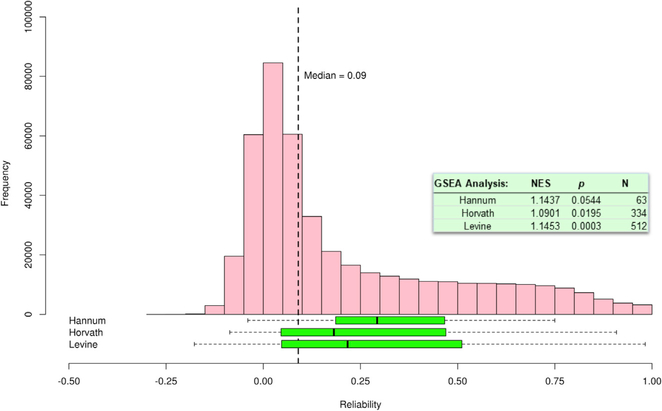 100000
80000
60000
40000
20000
0
Frequency
Median = 0.09
GSEA Analysis: NES p N
Hannum 1.1437 0.0544 63
Horvath 1.0901 0.0195 334
Levine 1.1453 0.0003 512
Hannum
Horvath
Levine
-0.50 -0.25 0.00 0.25 0.50 0.75 1.00
Reliability